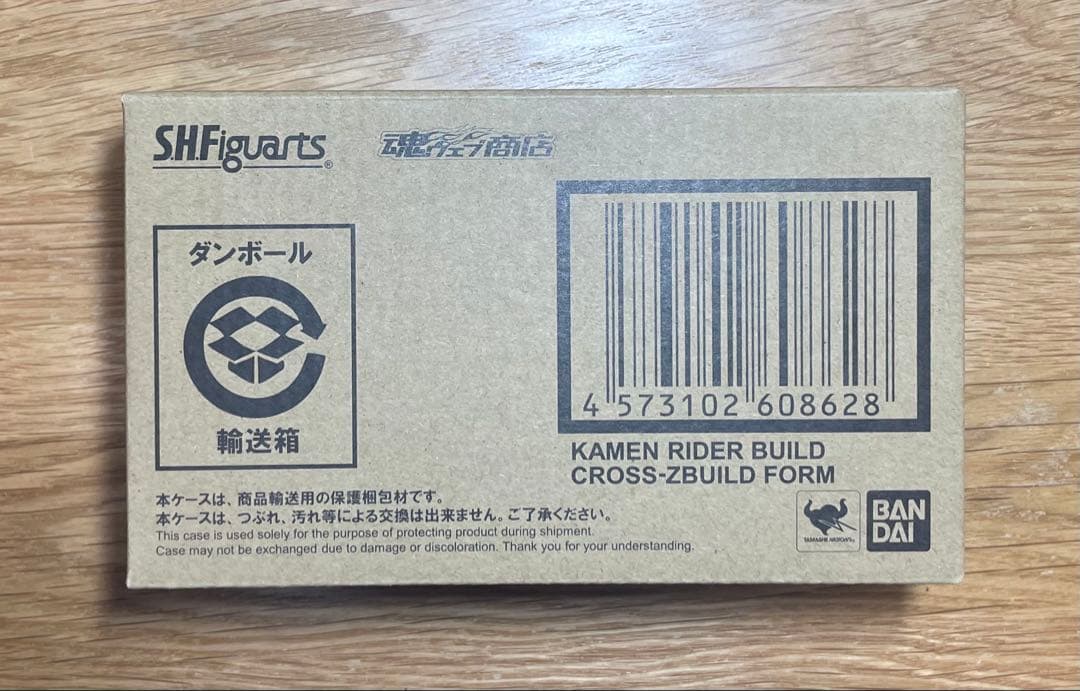 S.H.Figuarts®
魂ウェブ商店
ダンボール
輸送箱
4 573102 608628
KAMEN RIDER BUILD
CROSS-ZBUILD FORM
本ケースは、商品輸送用の保護梱包材です。
本ケースは、つぶれ、汚れ等による交換は出来ません。ご了承ください。
This case is used solely for the purpose of protecting product during shipment.
Case may not be exchanged due to damage or discoloration. Thank you for your understanding.
TAMASHII NATIONS
BAN
DAI